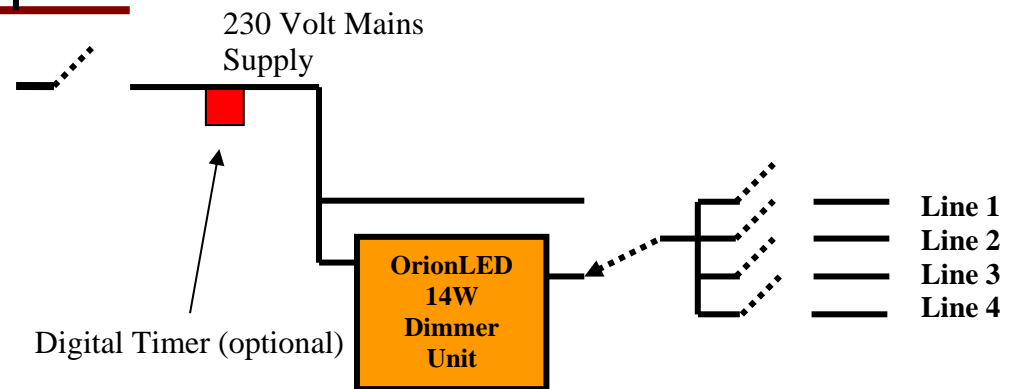 230 Volt Mains
Supply
Line 1
Line 2
Line 3
Line 4
OrionLED
14W
Dimmer
Unit
Digital Timer (optional)